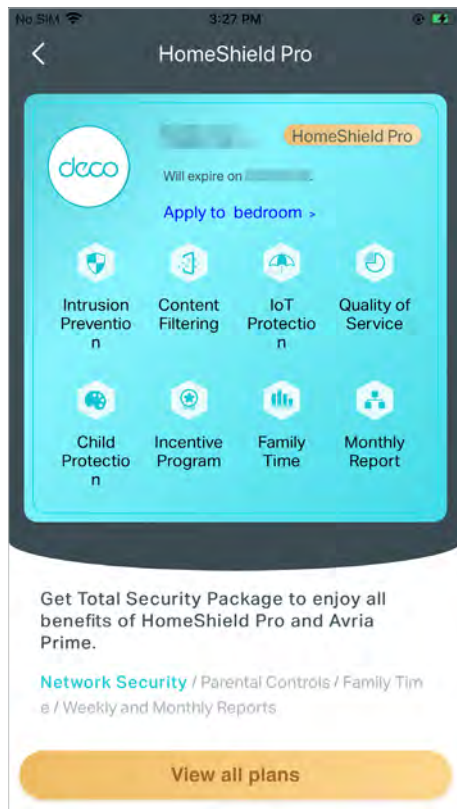 No SIM 3:27 PM
HomeShield Pro
HomeShield Pro
deco
Will expire on
Apply to bedroom >
Intrusion Content IoT Quality of
Preventio Filtering Protectio Service
n n
Child Incentive Family Monthly
Protectio Program Time Report
n
Get Total Security Package to enjoy all
benefits of HomeShield Pro and Avria
Prime.
Network Security / Parental Controls / Family Tim
e / Weekly and Monthly Reports
View all plans